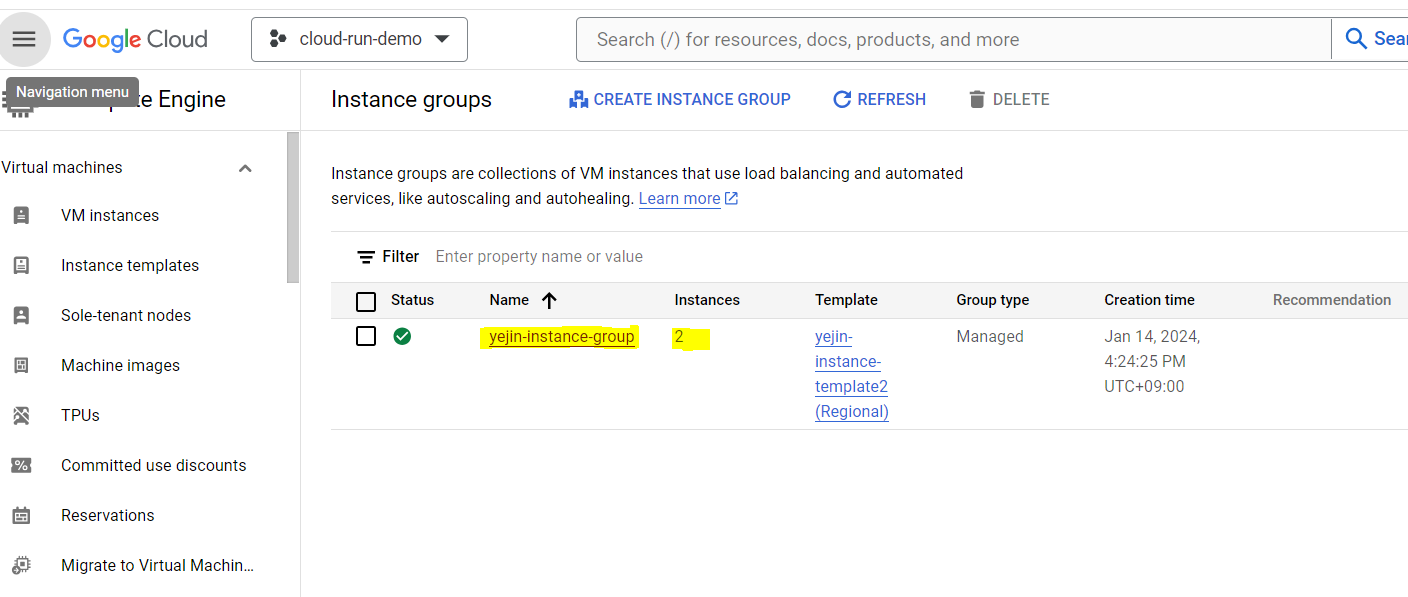 Google Cloud
cloud-run-demo
Search (/) for resources, docs, products, and more
Navigation menu
Engine
Instance groups
CREATE INSTANCE GROUP
REFRESH
DELETE
Virtual machines
VM instances
Instance templates
Sole-tenant nodes
Machine images
TPUs
Committed use discounts
Reservations
Migrate to Virtual Machin...
Instance groups are collections of VM instances that use load balancing and automated
services, like autoscaling and autohealing. Learn more
Filter Enter property name or value
Status Name Instances Template Group type Creation time Recommendation
yejin-instance-group 2 yejin- Managed Jan 14, 2024,
instance- 4:24:25 PM
template2 UTC+09:00
(Regional)